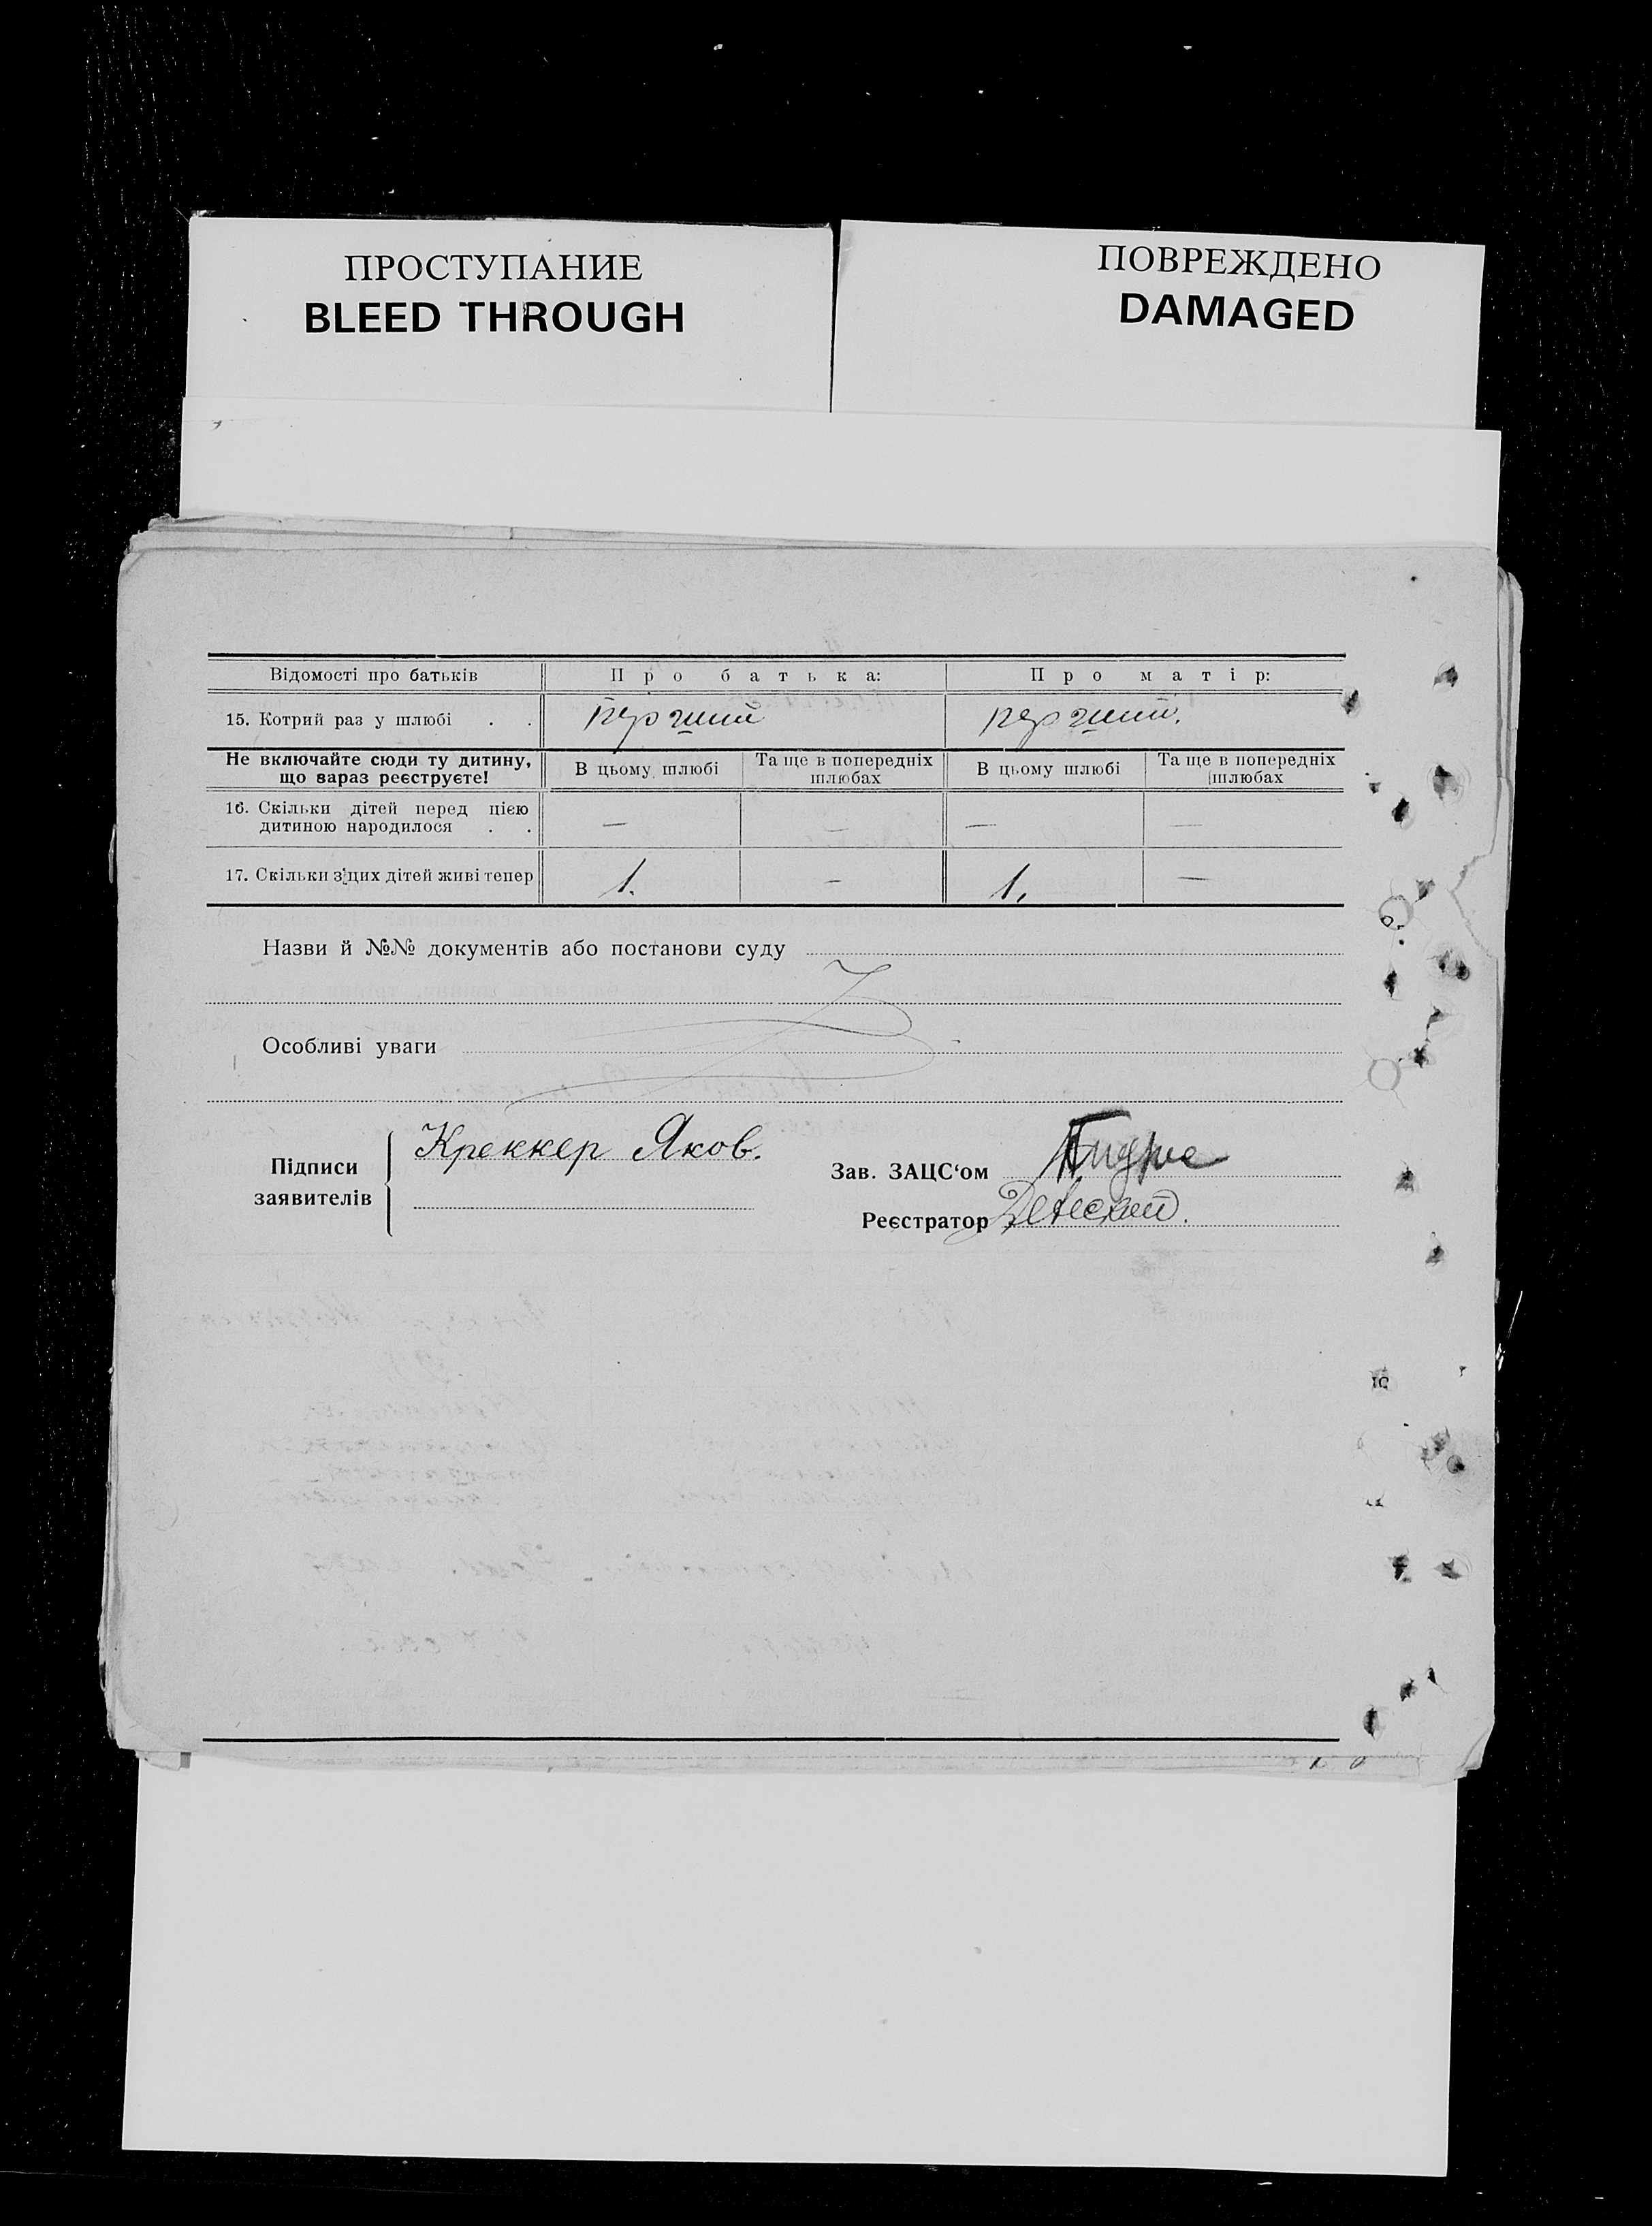 ПРОСТУПАНИЕ
BLEED THROUGH
ПОВРЕЖДЕНО
DAMAGED
Відомості про батьків Про батька: Про матір:
15. Котрий раз у шлюбі . . перший перший.
Не включайте сюди ту дитину, що вараз реєструєте! В цьому шлюбі Та ще в попередніх шлюбах В цьому шлюбі Та ще в попередніх шлюбах
16. Скільки дітей перед цією дитиною народилося . . — — — —
17. Скільки з цих дітей живі тепер 1. — 1. —
Назви й №№ документів або постанови суду
Особливі уваги
Підписи заявителів
Креккер Яков.
Зав. ЗАЦС‘ом
Реєстратор